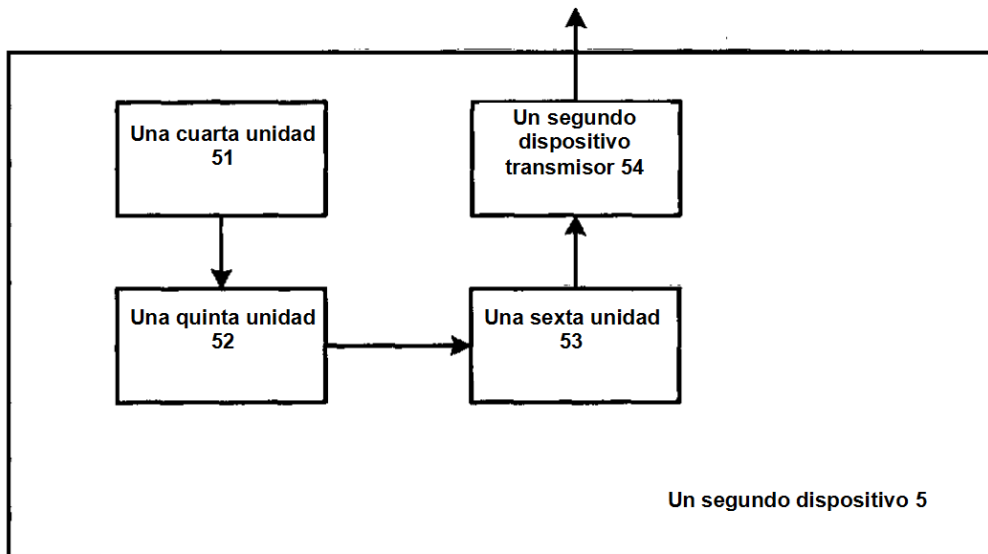 Una cuarta unidad
51
Un segundo
dispositivo
transmisor 54
Una quinta unidad
52
Una sexta unidad
53
Un segundo dispositivo 5